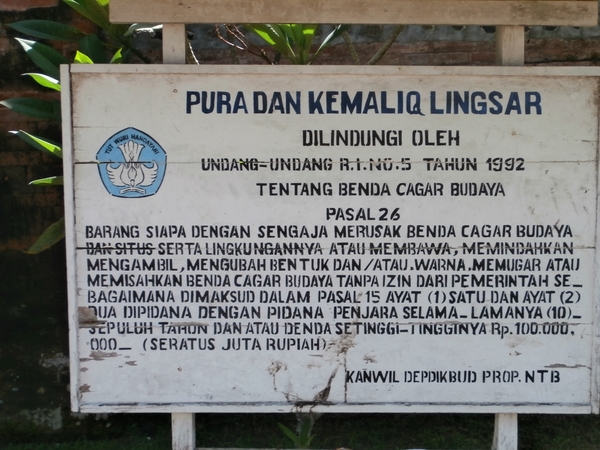 PURA DAN KEMALIQ LINGSAR
DILINDUNGI OLEH
UNDANG-UNDANG R.I.NO.5 TAHUN 1992
TENTANG BENDA CAGAR BUDAYA
PASAL 26
TUT WURI HANDAYANI
BARANG SIAPA DENGAN SENGAJA MERUSAK BENDA CAGAR BUDAYA
DAN SITUS SERTA LINGKUNGANNYA ATAU MEMBAWA, MEMINDAHKAN
MENGAMBIL, MENGUBAH BENTUK DAN /ATAU.WARNA.MEMUGAR ATAU
MEMISAHKAN BENDA CAGAR BUDAYA TANPA IZIN DARI PEMERINTAH SE_
BAGAIMANA DIMAKSUD DALAM PASAL 15 AYAT (1) SATU DAN AYAT (2)
DUA DIPIDANA DENGAN PIDANA PENJARA SELAMA_LAMANYA (10)_
SEPULUH TAHUN DAN ATAU DENDA SETINGGI-TINGGINYA Rp.100.000.
000_ (SERATUS JUTA RUPIAH)
KANWIL DEPDIKBUD PROP. NTB